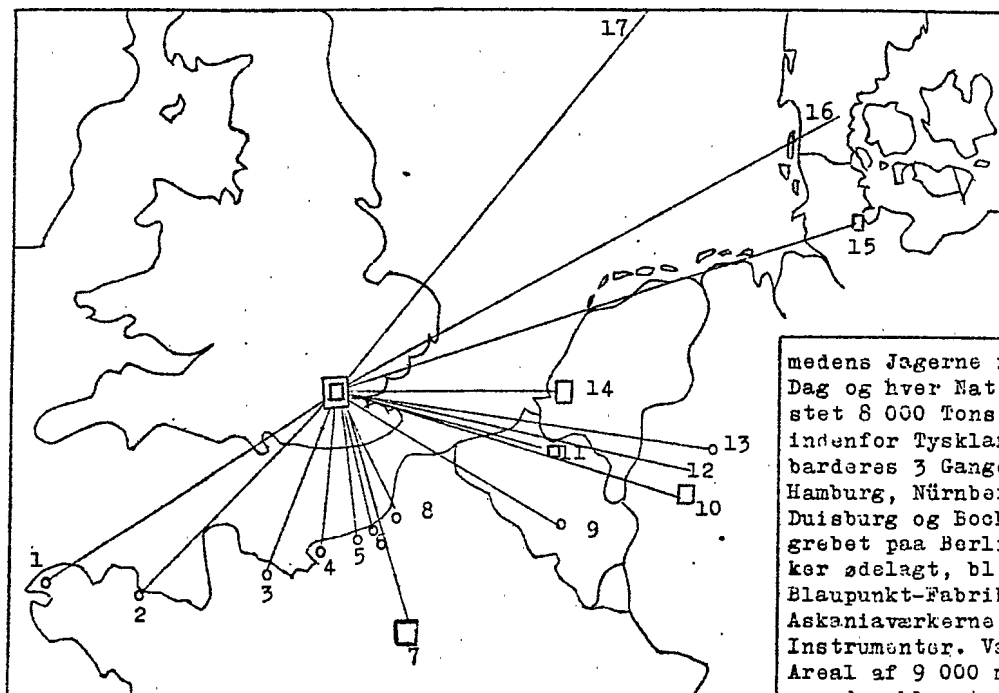 17
16
15
14
13
12
11
10
9
8
7
6
5
4
3
2
1
medens Jagerne
Dag og hver Nat
stet 8 000 Tons
indenfor Tysklan
barderes 3 Gange
Hamburg, Nürnber
Duisburg og Boch
grebet paa Berli
ker ødelagt, bl
Blaupunkt-Fabrik
Askaniaværkerne
Instrumenter. Va
Areal af 9 000 m